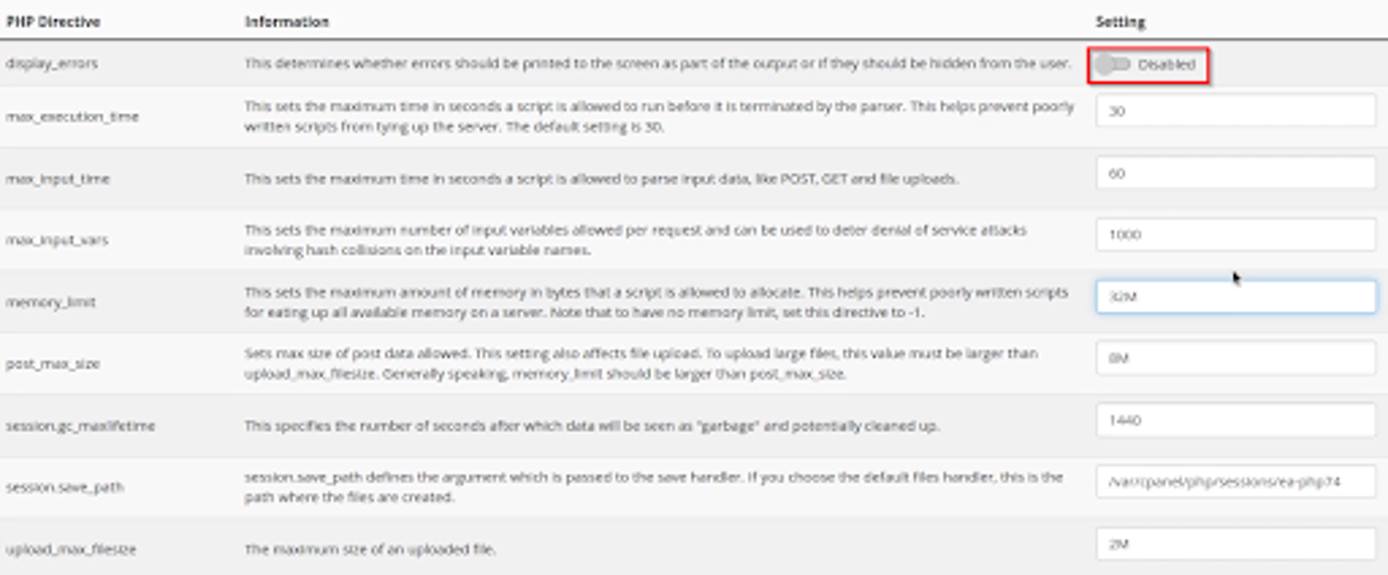 PHP Directive Information Setting
display_errors This determines whether errors should be printed to the screen as part of the output or if they should be hidden from the user. Disabled
max_execution_time This sets the maximum time in seconds a script is allowed to run before it is terminated by the parser. This helps prevent poorly
written scripts from tying up the server. The default setting is 30.
30
max_input_time This sets the maximum time in seconds a script is allowed to parse input data, like POST, GET and file uploads. 60
max_input_vars This sets the maximum number of input variables allowed per request and can be used to deter denial of service attacks
involving hash collisions on the input variable names.
1000
memory_limit This sets the maximum amount of memory in bytes that a script is allowed to allocate. This helps prevent poorly written scripts
for eating up all available memory on a server. Note that to have no memory limit, set this directive to -1.
32M
post_max_size Sets max size of post data allowed. This setting also affects file upload. To upload large files, this value must be larger than
upload_max_filesize. Generally speaking, memory_limit should be larger than post_max_size.
8M
session.gc_maxlifetime This specifies the number of seconds after which data will be seen as "garbage" and potentially cleaned up. 1440
session.save_path session.save_path defines the argument which is passed to the save handler. If you choose the default files handler, this is the
path where the files are created.
/var/cpanel/php/sessions/ea-php74
upload_max_filesize The maximum size of an uploaded file. 2M